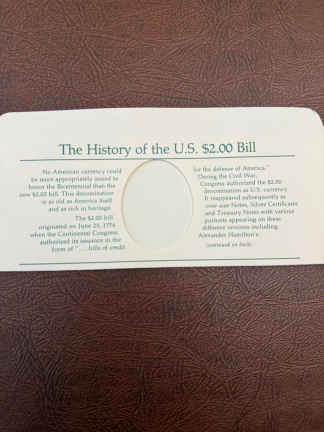 The History of the U.S. $2.00 Bill
No American currency could
be more appropriately issued to
honor the Bicentennial than the
new $2.00 bill. This denomination
is as old as America itself
and as rich in heritage.
The $2.00 bill
originated on June 25, 1776
when the Continental Congress
authorized its issuance in the
form of "... bills of credit
for the defense of America."
During the Civil War,
Congress authorized the $2.00
denomination as U.S. currency.
It reappeared subsequently as
over-size Notes, Silver Certificates
and Treasury Notes with various
portraits appearing on these
different versions including
Alexander Hamilton's
(continued on back)